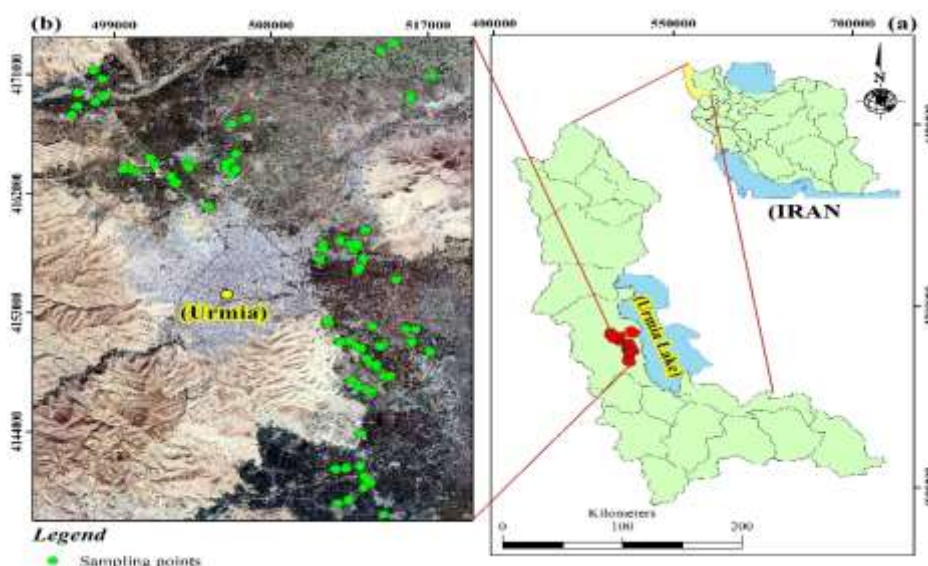 (b)
499000
508000
517000
400000
550000
700000
(a)
4171000
4162000
4153000
4144000
N
(IRAN
(Urmia)
(Urmia Lake)
Kilometers
0 100 200
Legend
Sampling points